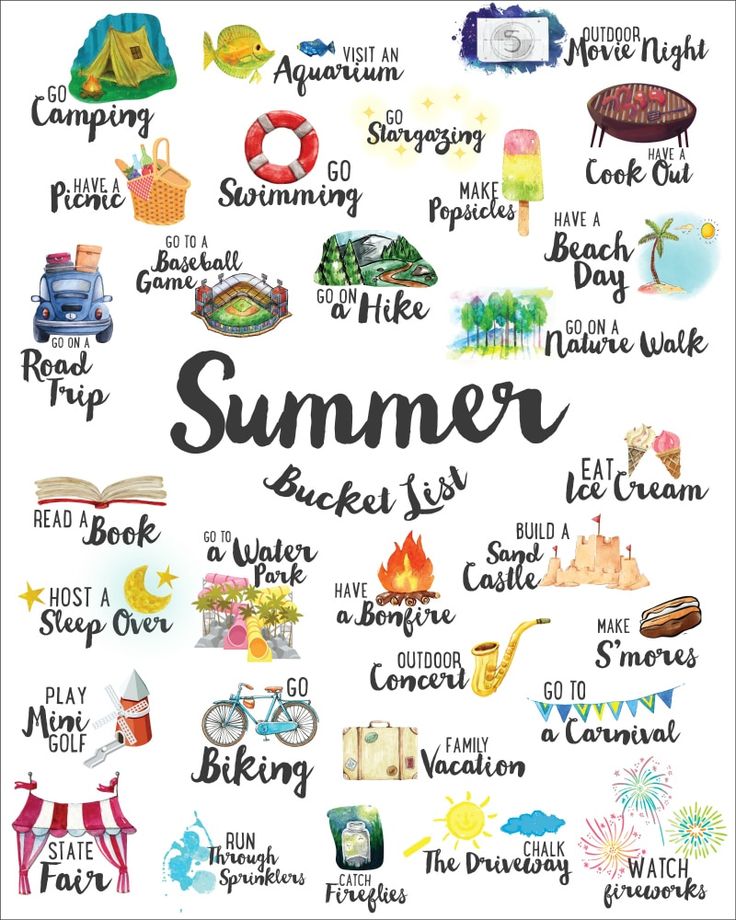 GO
Camping
VISIT AN
Aquarium
5
OUTDOOR
Movie Night
HAVE A
Picnic
GO
Swimming
GO
Stargazing
MAKE
Popsicles
HAVE A
Cook Out
GO ON A
Road
Trip
GO TO A
Baseball
Game
GO ON
a Hike
HAVE A
Beach
Day
GO ON A
Nature Walk
Summer
Bucket List
READ A
Book
GO TO
a Water
Park
EAT
Ice Cream
BUILD A
Sand
Castle
HOST A
Sleep Over
HAVE
a Bonfire
MAKE
S'mores
OUTDOOR
Concert
PLAY
Mini
GOLF
GO
Biking
FAMILY
Vacation
GO TO
a Carnival
STATE
Fair
RUN
Through
Sprinklers
CATCH
Fireflies
CHALK
The Driveway
WATCH
fireworks